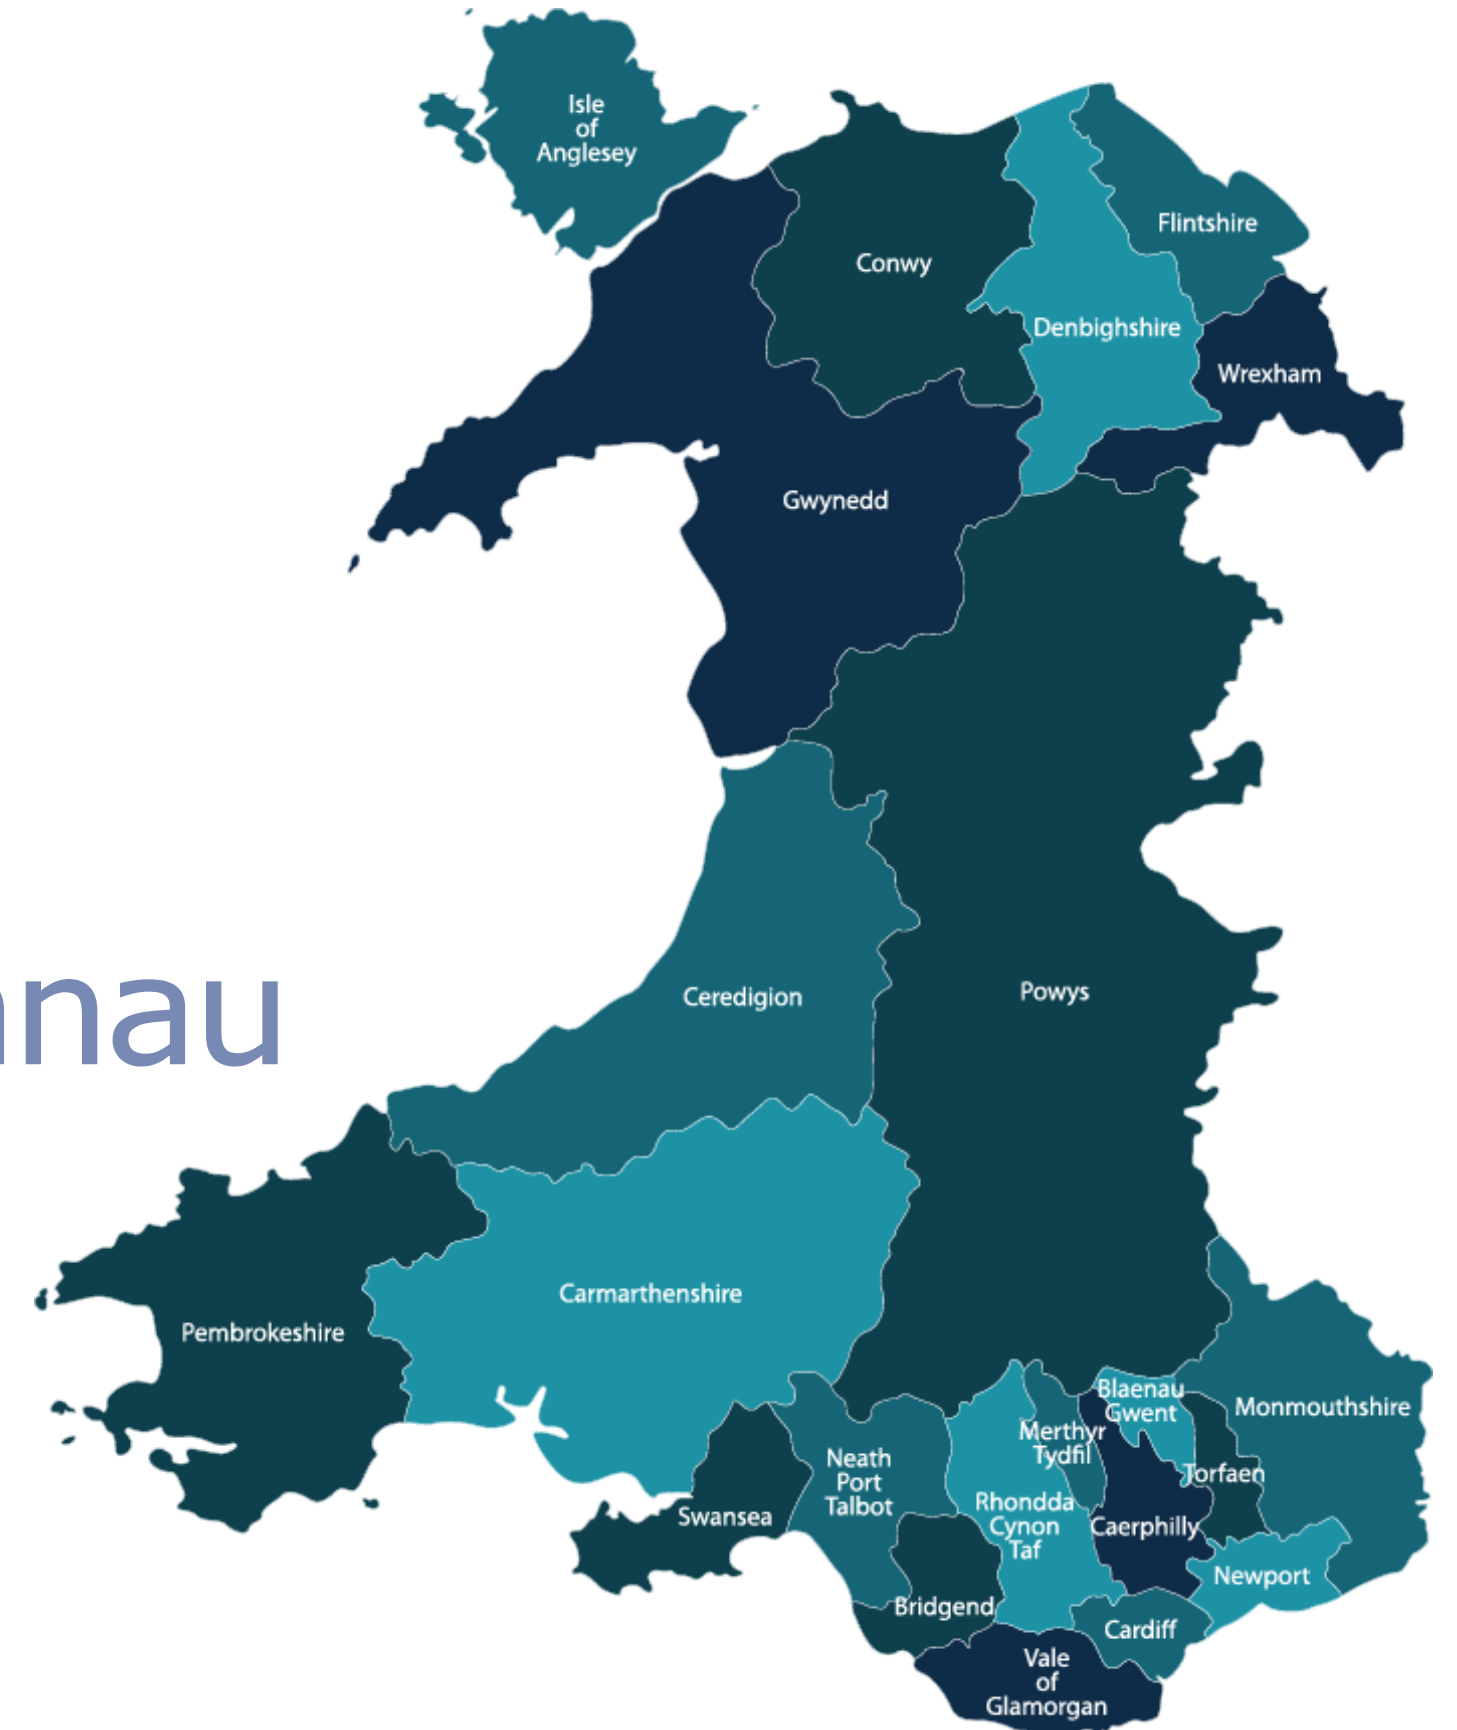 Isle
of
Anglesey
Flintshire
Conwy
Denbighshire
Wrexham
Gwynedd
nnau
Ceredigion
Powys
Carmarthenshire
Pembrokeshire
Blaenau
Gwent
Monmouthshire
Merthyr
Tydfil
Neath
Port
Talbot
Torfaen
Rhondda
Cynon
Taf
Swansea
Caerphilly
Newport
Bridgend
Cardiff
Vale
of
Glamorgan